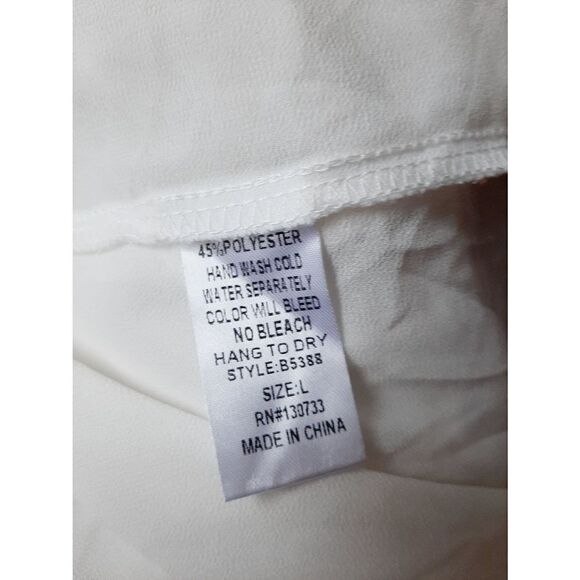 45%POLYESTER
HAND WASH COLD
WATER SEPARATELY
COLOR WILL BLEED
NO BLEACH
HANG TO DRY
STYLE:B5388
SIZE:L
RN#130733
MADE IN CHINA